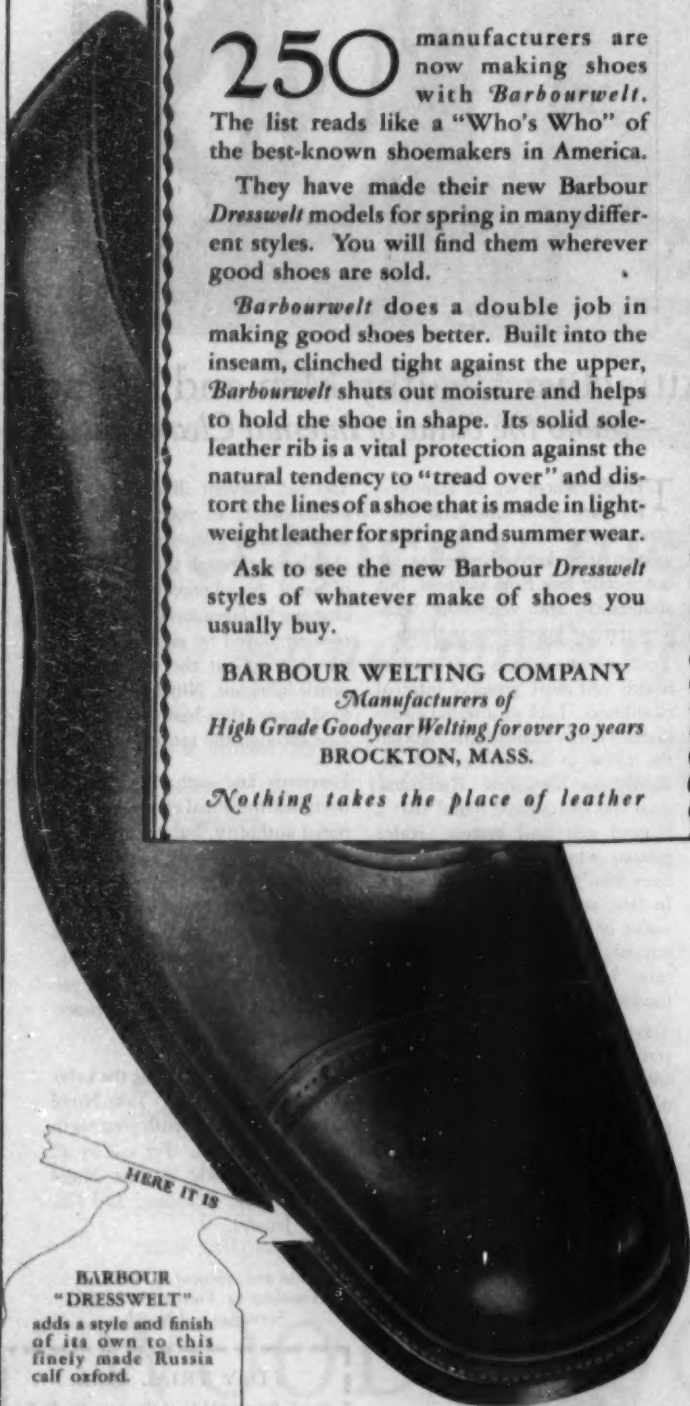 250 manufacturers are
now making shoes
with Barbourwelt.
The list reads like a "Who's Who" of
the best-known shoemakers in America.
They have made their new Barbour
Dresswelt models for spring in many differ-
ent styles. You will find them wherever
good shoes are sold.
Barbourwelt does a double job in
making good shoes better. Built into the
inseam, clinched tight against the upper,
Barbourwelt shuts out moisture and helps
to hold the shoe in shape. Its solid sole-
leather rib is a vital protection against the
natural tendency to "tread over" and dis-
tort the lines of a shoe that is made in light-
weight leather for spring and summer wear.
Ask to see the new Barbour Dresswelt
styles of whatever make of shoes you
usually buy.
BARBOUR WELTING COMPANY
Manufacturers of
High Grade Goodyear Welting for over 30 years
BROCKTON, MASS.
Nothing takes the place of leather
HERE IT IS
BARBOUR
"DRESSWELT"
adds a style and finish
of its own to this
finely made Russia
calf oxford.